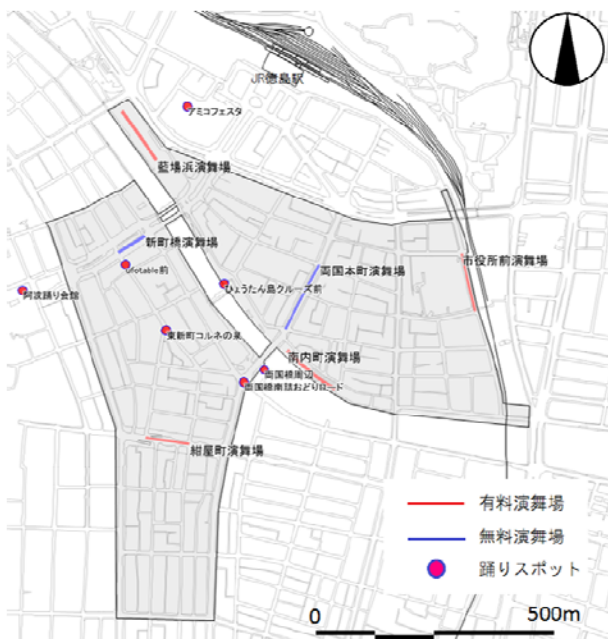 JR徳島駅
アミコフェスタ
藍場浜演舞場
新町橋演舞場
ufotable前
両国本町演舞場
市役所前演舞場
阿波踊り会館
ひょうたん島クルーズ前
東新町コルネの泉
南内町演舞場
両国橋周辺
両国橋南詰おどりロード
紺屋町演舞場
有料演舞場
無料演舞場
踊りスポット
0
500m